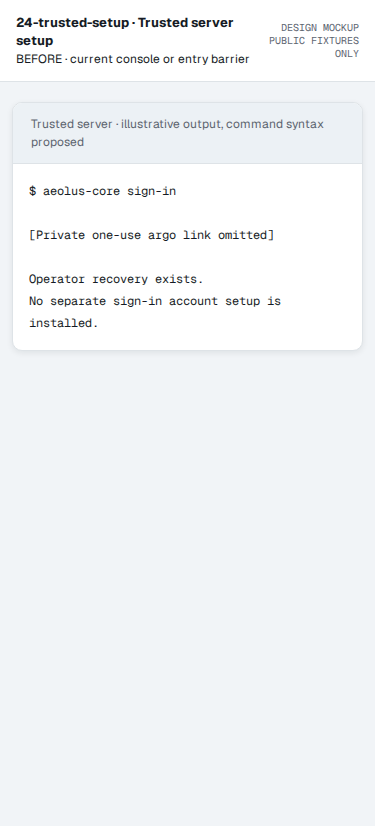 24-trusted-setup · Trusted server
setup
BEFORE · current console or entry barrier
DESIGN MOCKUP
PUBLIC FIXTURES
ONLY
Trusted server · illustrative output, command syntax
proposed
$ aeolus-core sign-in
[Private one-use argo link omitted]
Operator recovery exists.
No separate sign-in account setup is
installed.